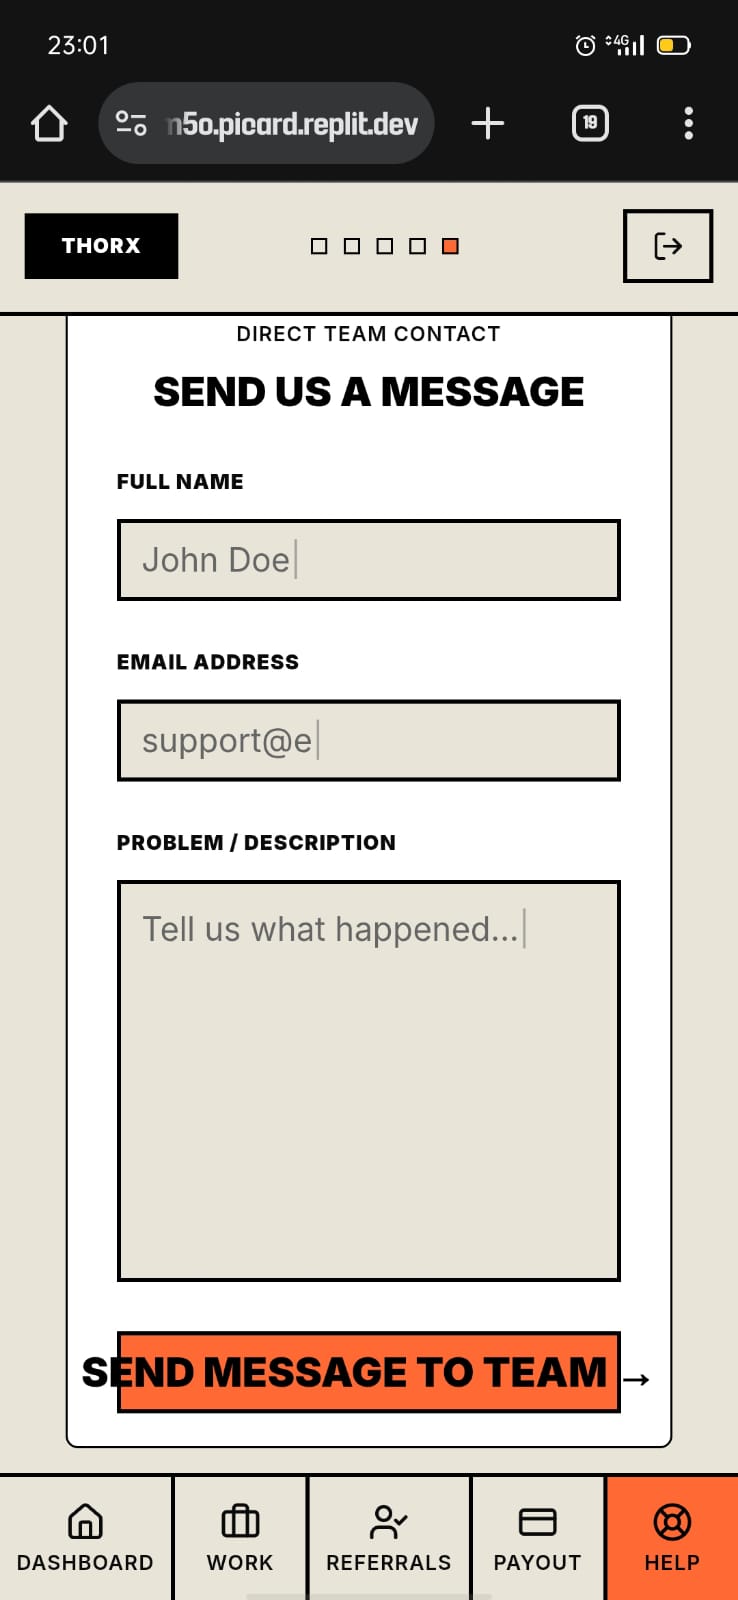 23:01
4G
n5o.picard.replit.dev
19
THORX
DIRECT TEAM CONTACT
SEND US A MESSAGE
FULL NAME
John Doe
EMAIL ADDRESS
support@e
PROBLEM / DESCRIPTION
Tell us what happened...
SEND MESSAGE TO TEAM →
DASHBOARD
WORK
REFERRALS
PAYOUT
HELP